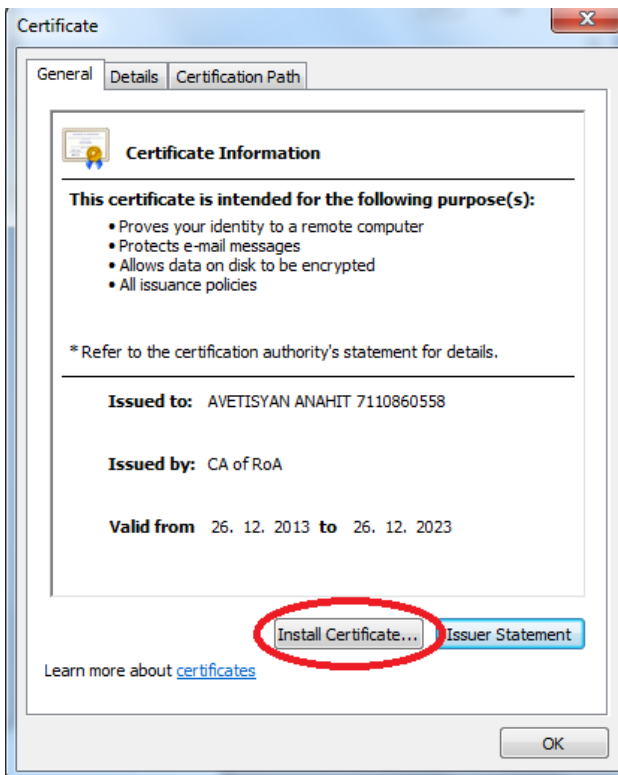 Certificate
General Details Certification Path
Certificate Information
This certificate is intended for the following purpose(s):
• Proves your identity to a remote computer
• Protects e-mail messages
• Allows data on disk to be encrypted
• All issuance policies
* Refer to the certification authority's statement for details.
Issued to: AVETISYAN ANAHIT 7110860558
Issued by: CA of RoA
Valid from 26. 12. 2013 to 26. 12. 2023
Install Certificate... Issuer Statement
Learn more about certificates
OK